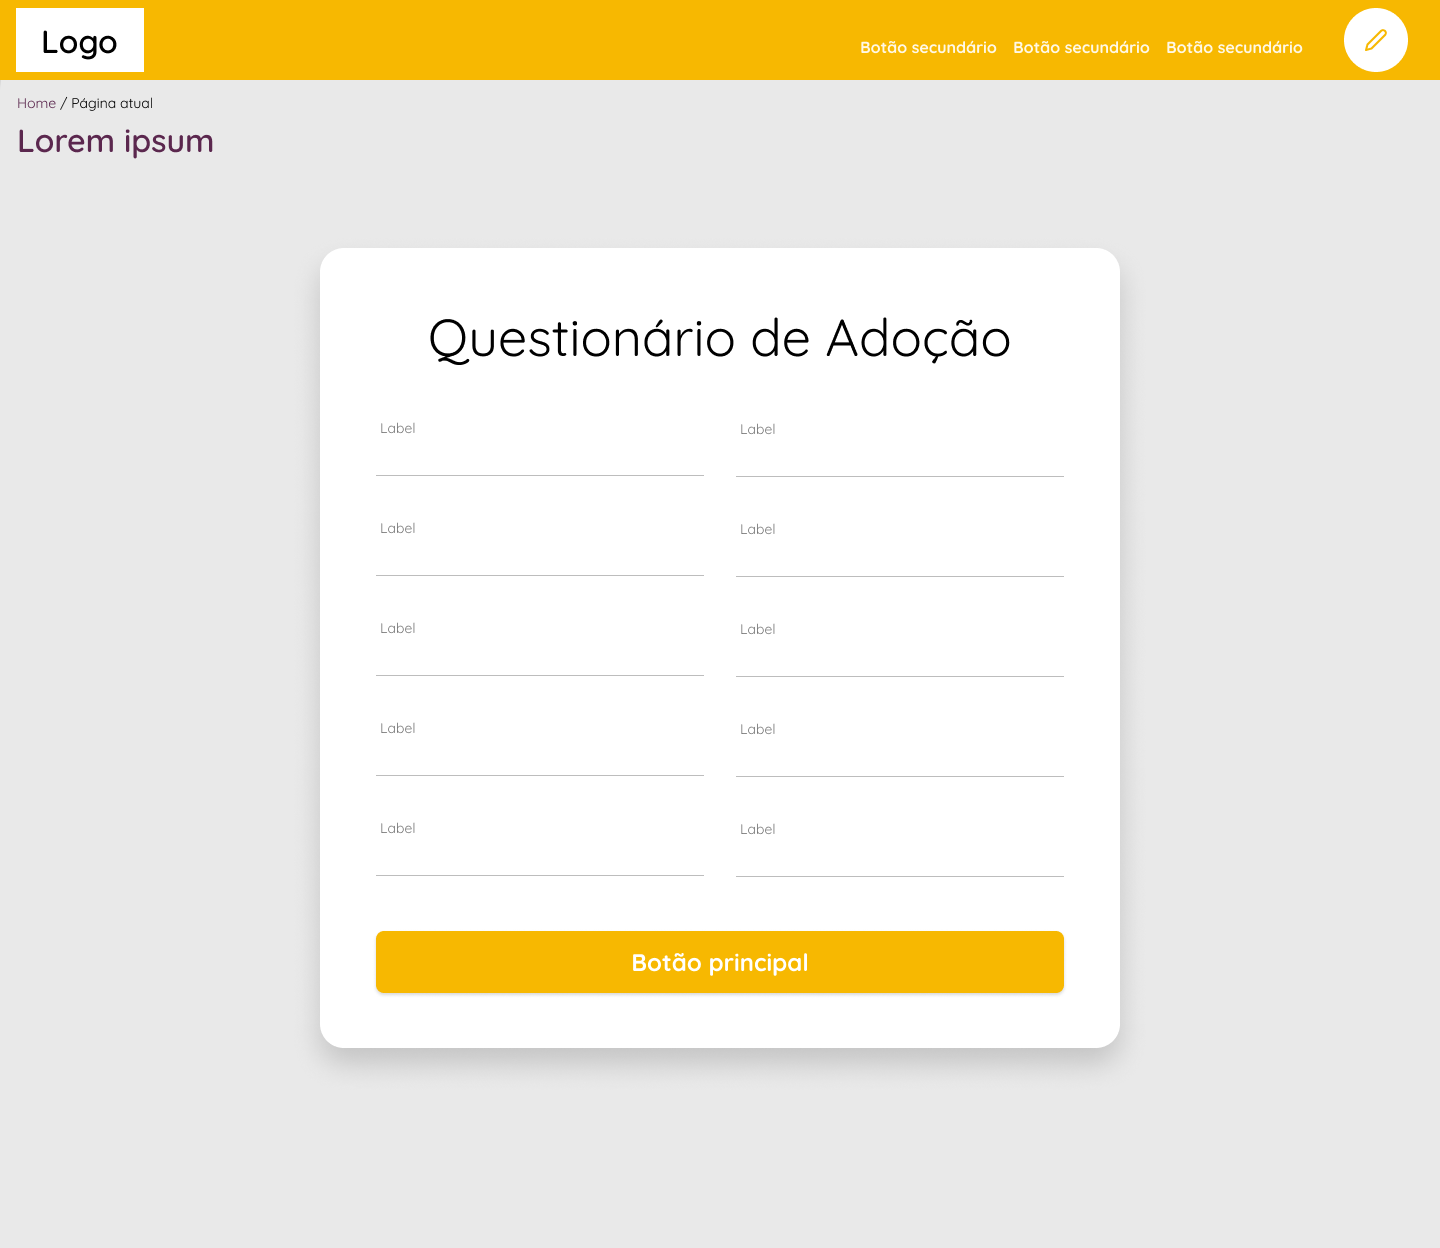 Logo
Botão secundário Botão secundário Botão secundário
Home / Página atual
Lorem ipsum
Questionário de Adoção
Label Label
Label Label
Label Label
Label Label
Label Label
Botão principal